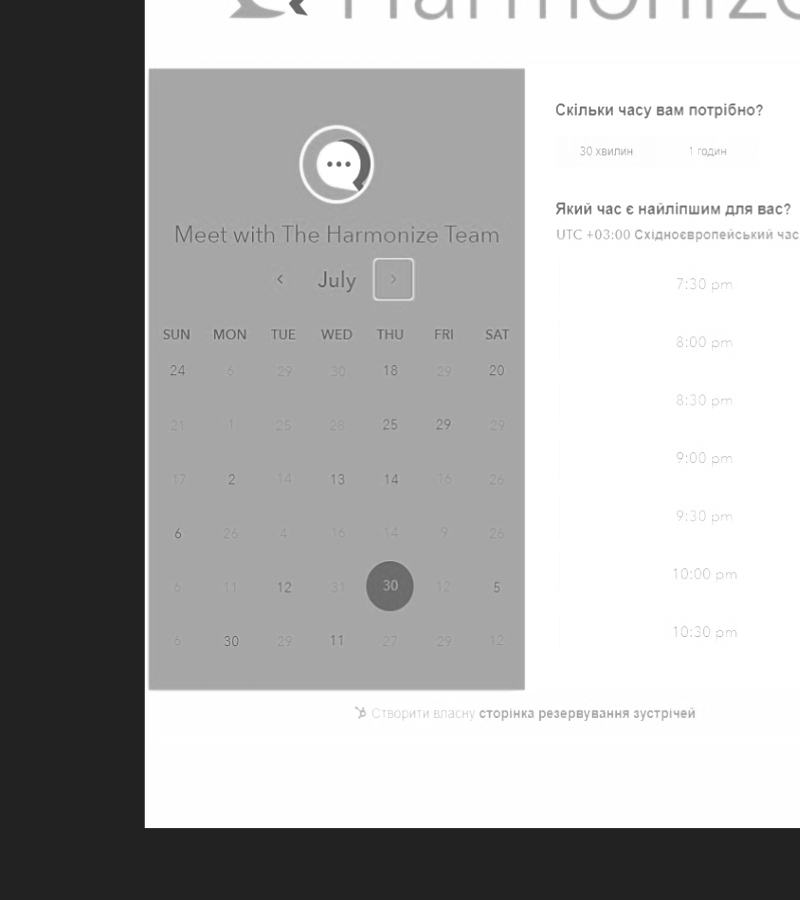 Harmonize
Meet with The Harmonize Team
July
SUN MON TUE WED THU FRI SAT
24 6 29 30 18 29 20
21 1 25 28 25 29 29
17 2 14 13 14 16 26
6 26 4 16 14 9 26
6 11 12 31 30 12 5
6 30 29 11 27 29 12
Скільки часу вам потрібно?
30 хвилин 1 годин
Який час є найліпшим для вас?
UTC +03:00 Східноєвропейський час
7:30 pm
8:00 pm
8:30 pm
9:00 pm
9:30 pm
10:00 pm
10:30 pm
Створити власну сторінка резервування зустрічей